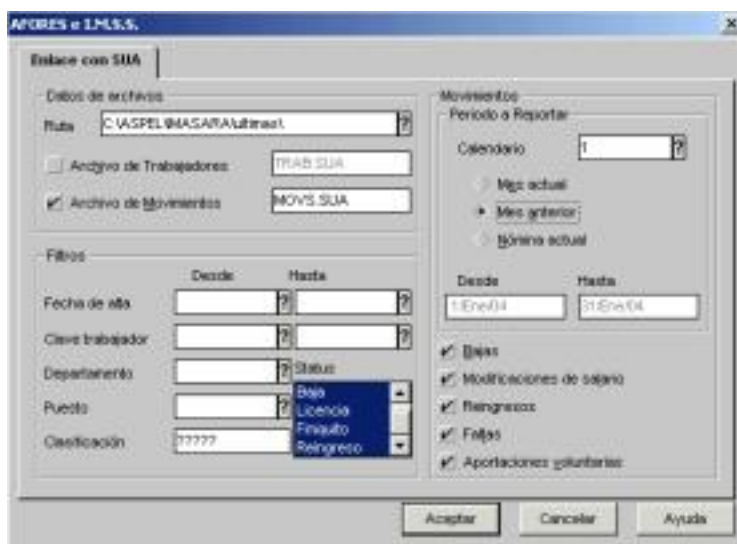 AFORES e I.M.S.S.
Enlace con SUA
Datos de archivos
Ruta C:\ASPEL\IMASARA\ultimas\ ?
Archivo de Trabajadores TRAB.SUA
Archivo de Movimientos MOVS.SUA
Filtros
Desde Hasta
Fecha de alta ? ?
Clave trabajador ? ?
Departamento ? Status
Puesto ?
Clasificación ?????
Baja
Licencia
Finiquito
Reingreso
Movimientos
Periodo a Reportar
Calendario 1 ?
Mes actual
Mes anterior
Nómina actual
Desde Hasta
1/Ene/04 31/Ene/04
Bajas
Modificaciones de salario
Reingresos
Faltas
Aportaciones voluntarias
Aceptar Cancelar Ayuda